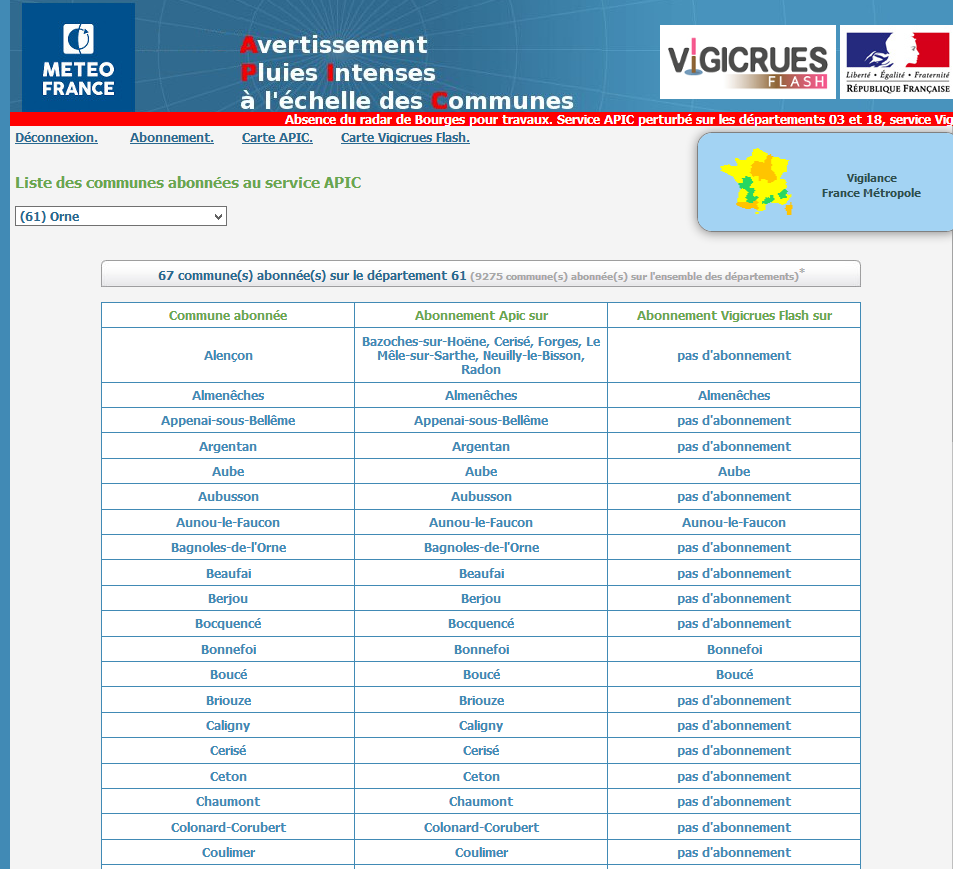 METEO
FRANCE
Avertissement
Pluies Intenses
à l'échelle des Communes
VIGICRUES
FLASH
Liberté • Égalité • Fraternité
RÉPUBLIQUE FRANÇAISE
Absence du radar de Bourges pour travaux. Service APIC perturbé sur les départements 03 et 18, service Vig
Déconnexion. Abonnement. Carte APIC. Carte Vigicrues Flash.
Vigilance
France Métropole
Liste des communes abonnées au service APIC
(61) Orne
67 commune(s) abonnée(s) sur le département 61 (9275 commune(s) abonnée(s) sur l'ensemble des départements)*
Commune abonnée Abonnement Apic sur Abonnement Vigicrues Flash sur
Alençon Bazoches-sur-Hoëne, Cerisé, Forges, Le
Mêle-sur-Sarthe, Neuilly-le-Bisson,
Radon pas d'abonnement
Almenêches Almenêches Almenêches
Appenai-sous-Bellême Appenai-sous-Bellême pas d'abonnement
Argentan Argentan pas d'abonnement
Aube Aube Aube
Aubusson Aubusson pas d'abonnement
Aunou-le-Faucon Aunou-le-Faucon Aunou-le-Faucon
Bagnoles-de-l'Orne Bagnoles-de-l'Orne pas d'abonnement
Beaufai Beaufai pas d'abonnement
Berjou Berjou pas d'abonnement
Bocquencé Bocquencé pas d'abonnement
Bonnefoi Bonnefoi Bonnefoi
Boucé Boucé Boucé
Briouze Briouze pas d'abonnement
Caligny Caligny pas d'abonnement
Cerisé Cerisé pas d'abonnement
Ceton Ceton pas d'abonnement
Chaumont Chaumont pas d'abonnement
Colonard-Corubert Colonard-Corubert pas d'abonnement
Coulimer Coulimer pas d'abonnement